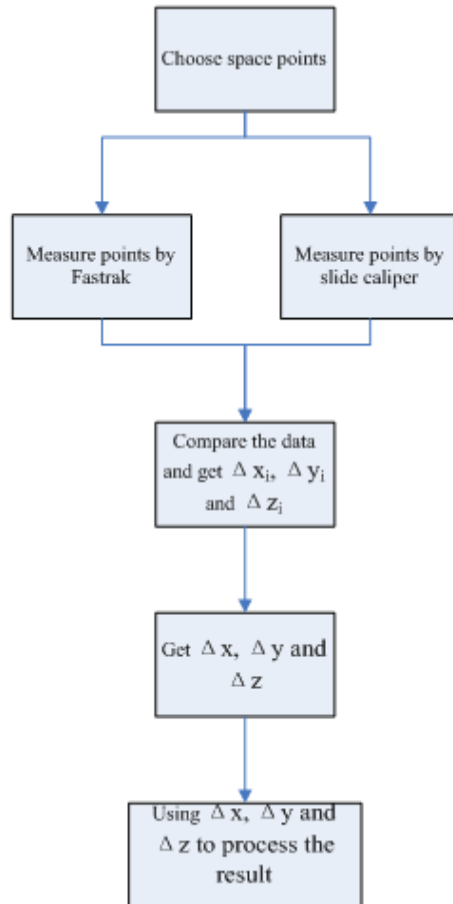 Choose space points
Measure points by
Fastrak
Measure points by
slide caliper
Compare the data
and get Δ xᵢ, Δ yᵢ
and Δ zᵢ
Get Δ x, Δ y and
Δ z
Using Δ x, Δ y and
Δ z to process the
result